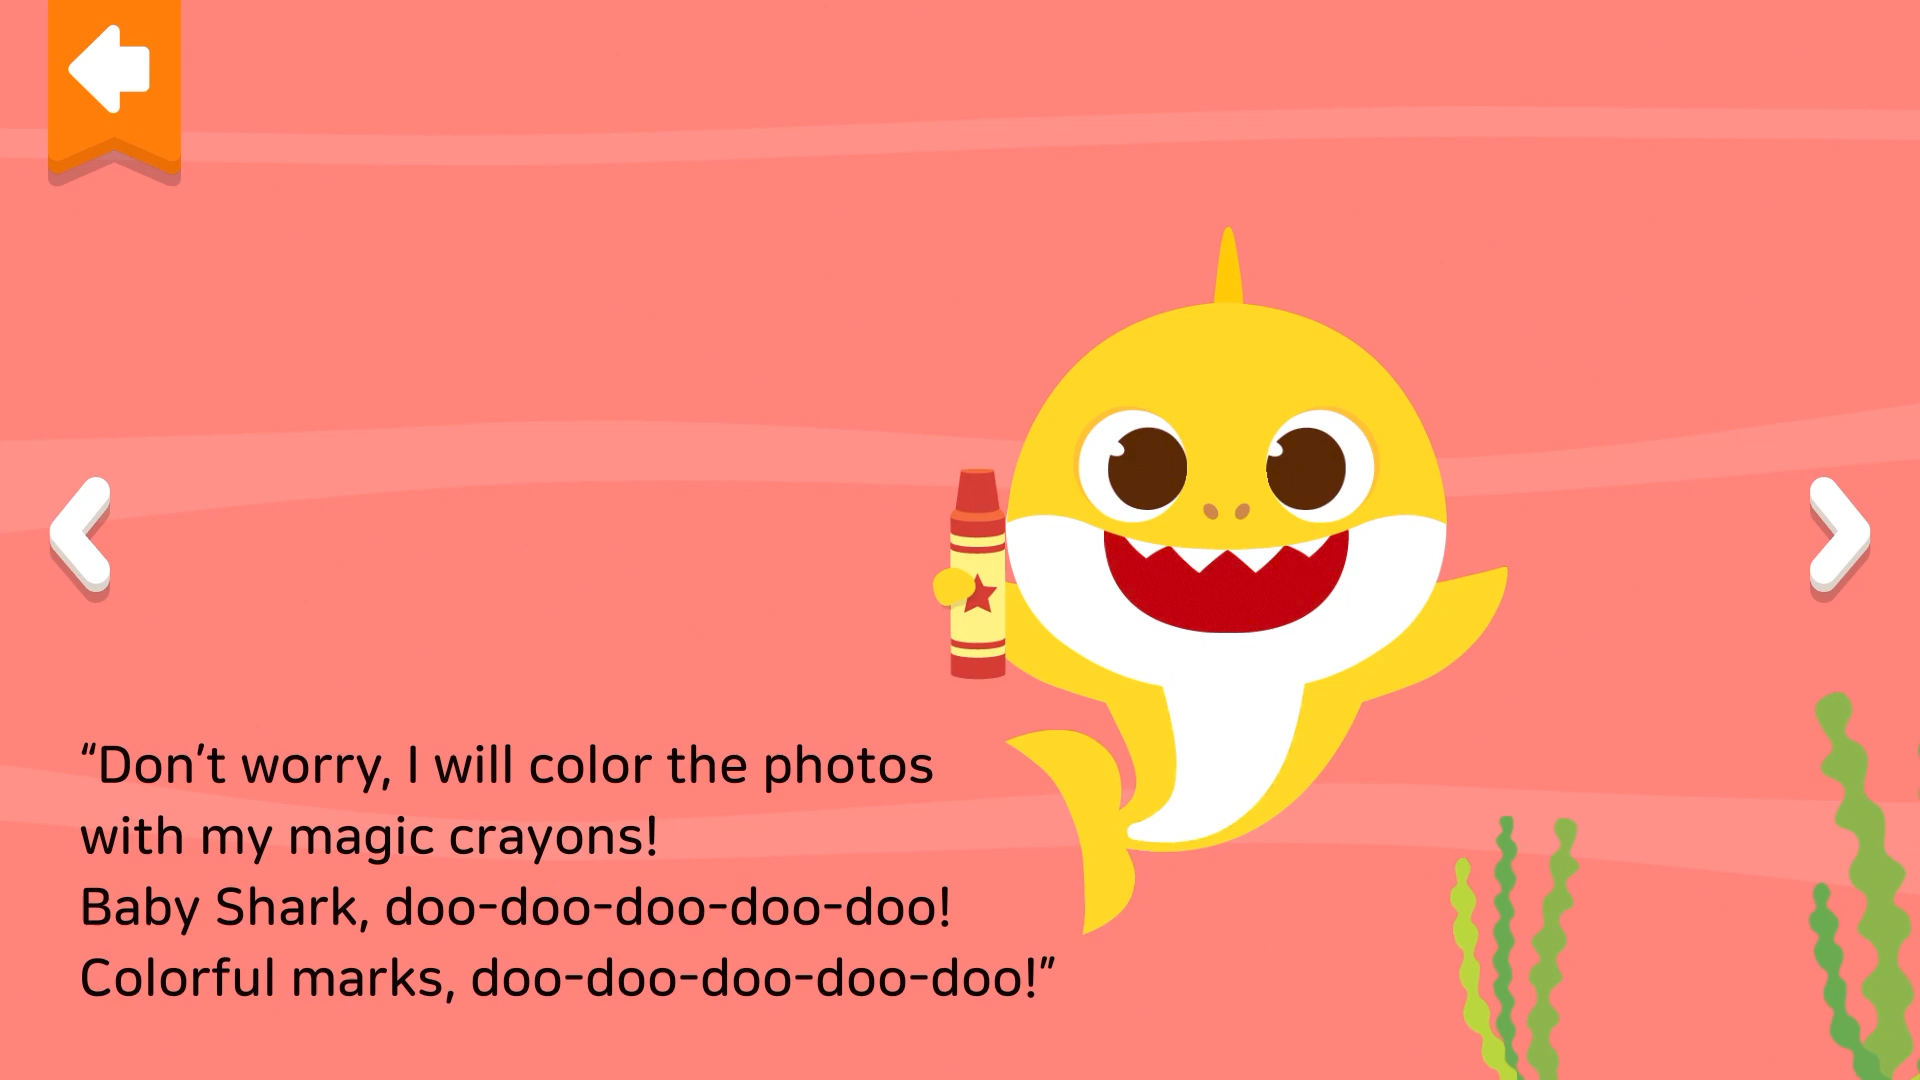 “Don’t worry, I will color the photos
with my magic crayons!
Baby Shark, doo-doo-doo-doo-doo!
Colorful marks, doo-doo-doo-doo-doo!”